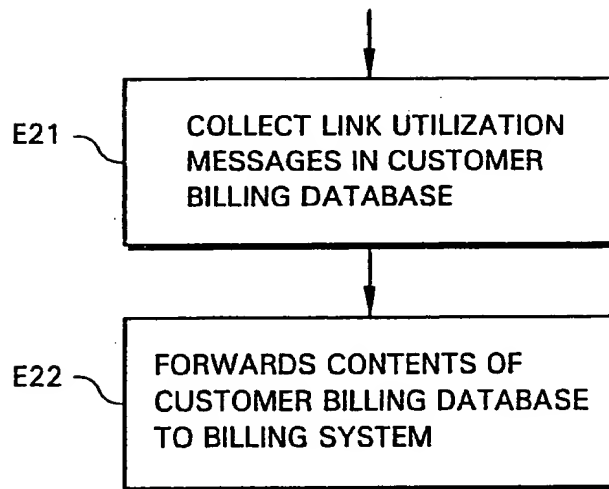 E21
COLLECT LINK UTILIZATION
MESSAGES IN CUSTOMER
BILLING DATABASE
E22
FORWARDS CONTENTS OF
CUSTOMER BILLING DATABASE
TO BILLING SYSTEM